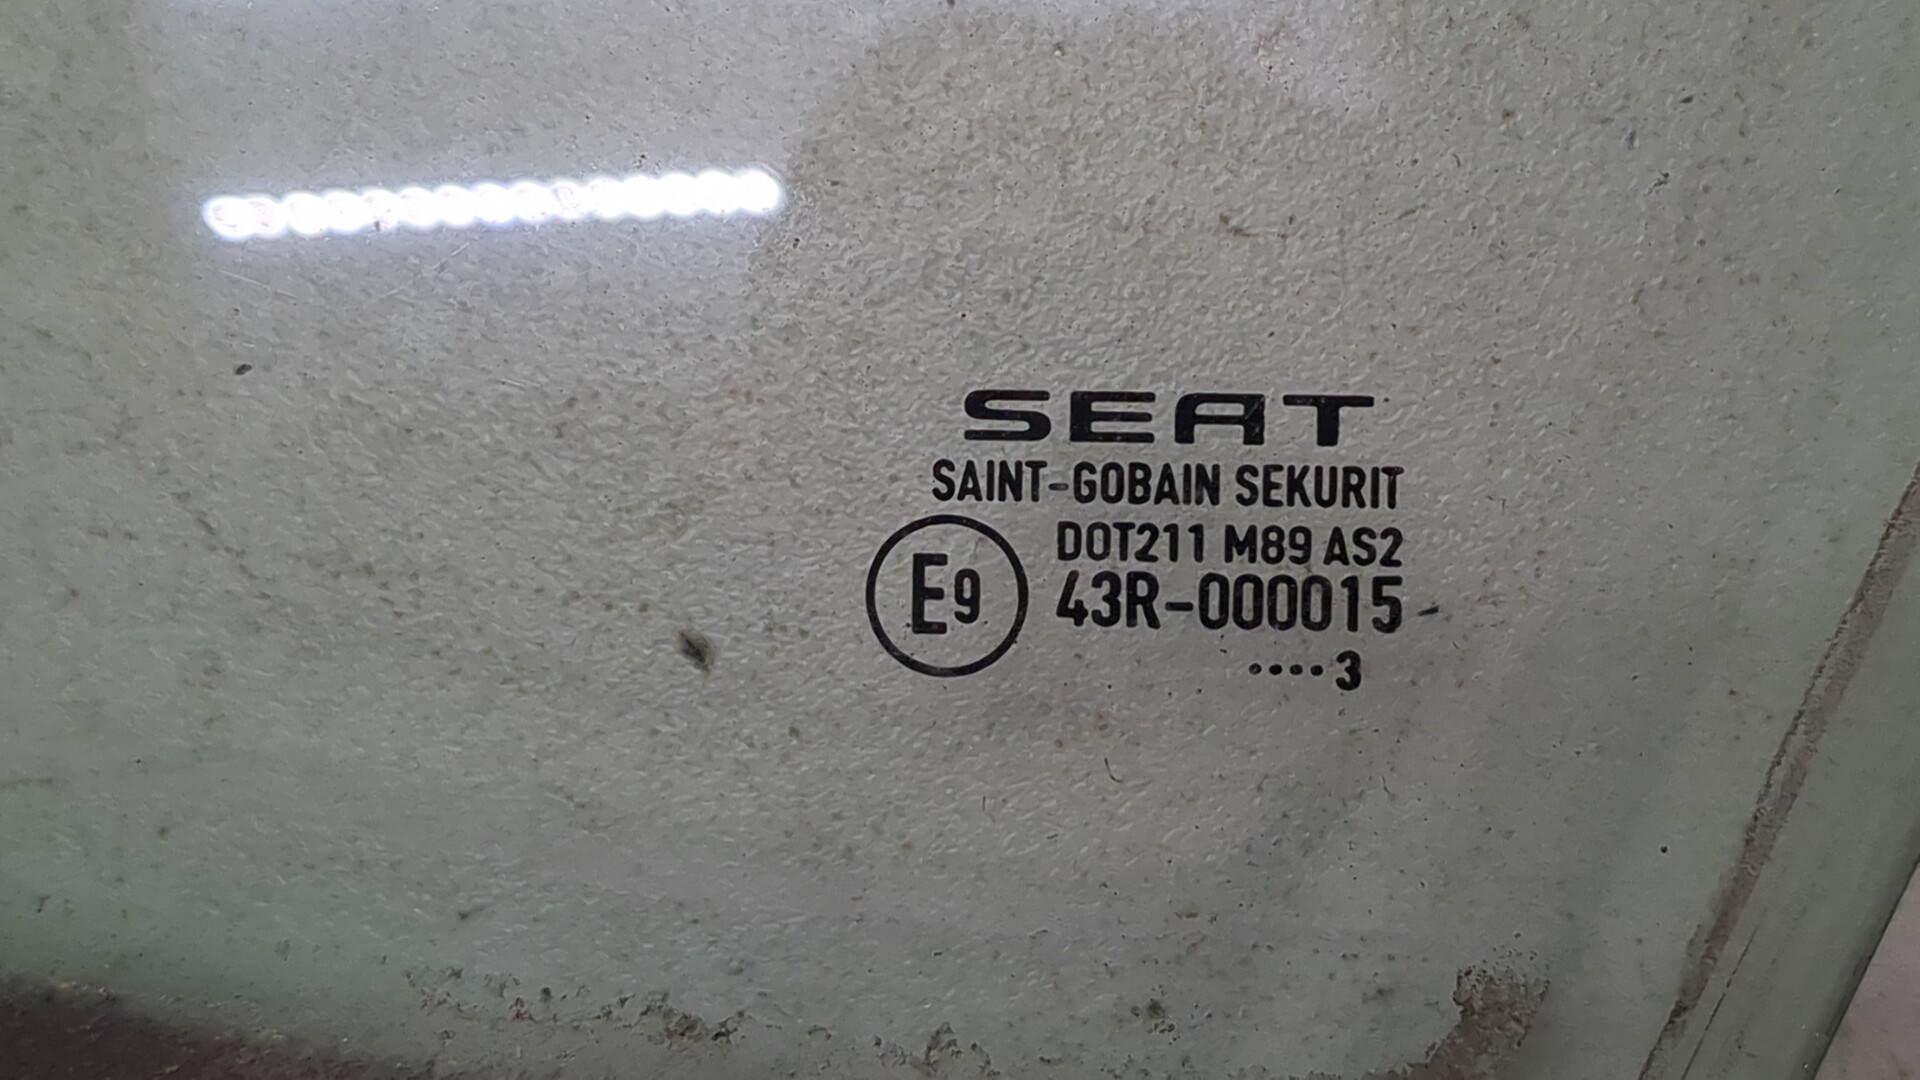 SEAT
SAINT-GOBAIN SEKURIT
DOT211 M89 AS2
E9 43R-000015
····3